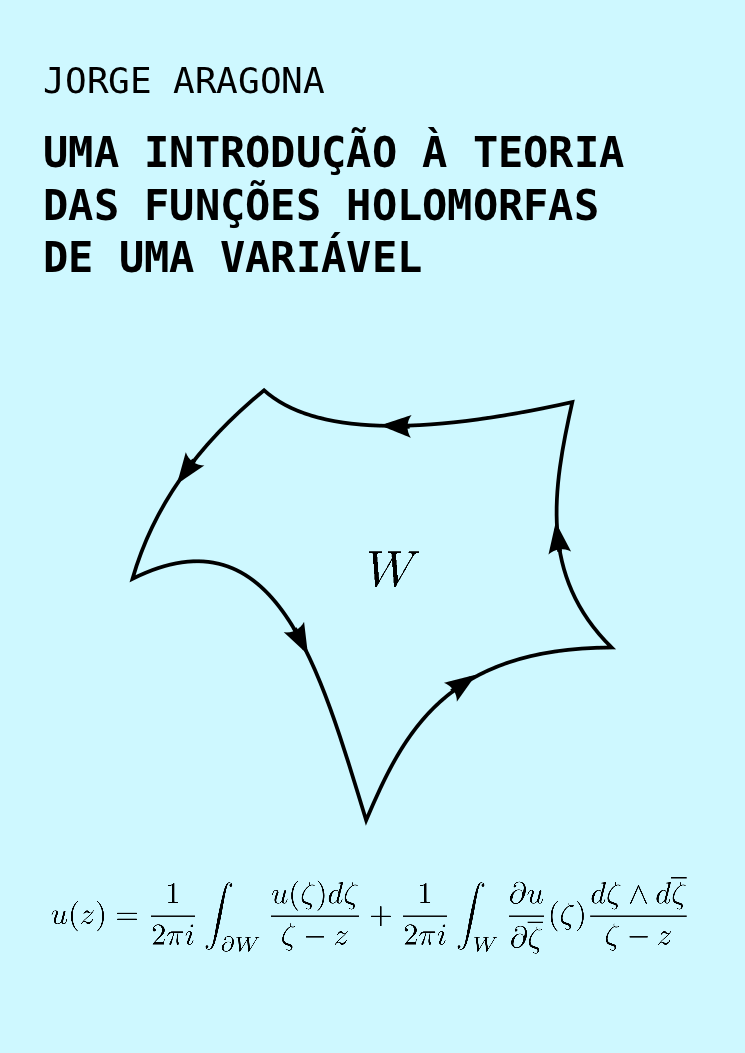 JORGE ARAGONA
UMA INTRODUÇÃO À TEORIA
DAS FUNÇÕES HOLOMORFAS
DE UMA VARIÁVEL
W
u(z) = \frac{1}{2\pi i} \int_{\partial W} \frac{u(\zeta)d\zeta}{\zeta - z} + \frac{1}{2\pi i} \int_{W} \frac{\partial u}{\partial \overline{\zeta}}(\zeta) \frac{d\zeta \wedge d\overline{\zeta}}{\zeta - z}